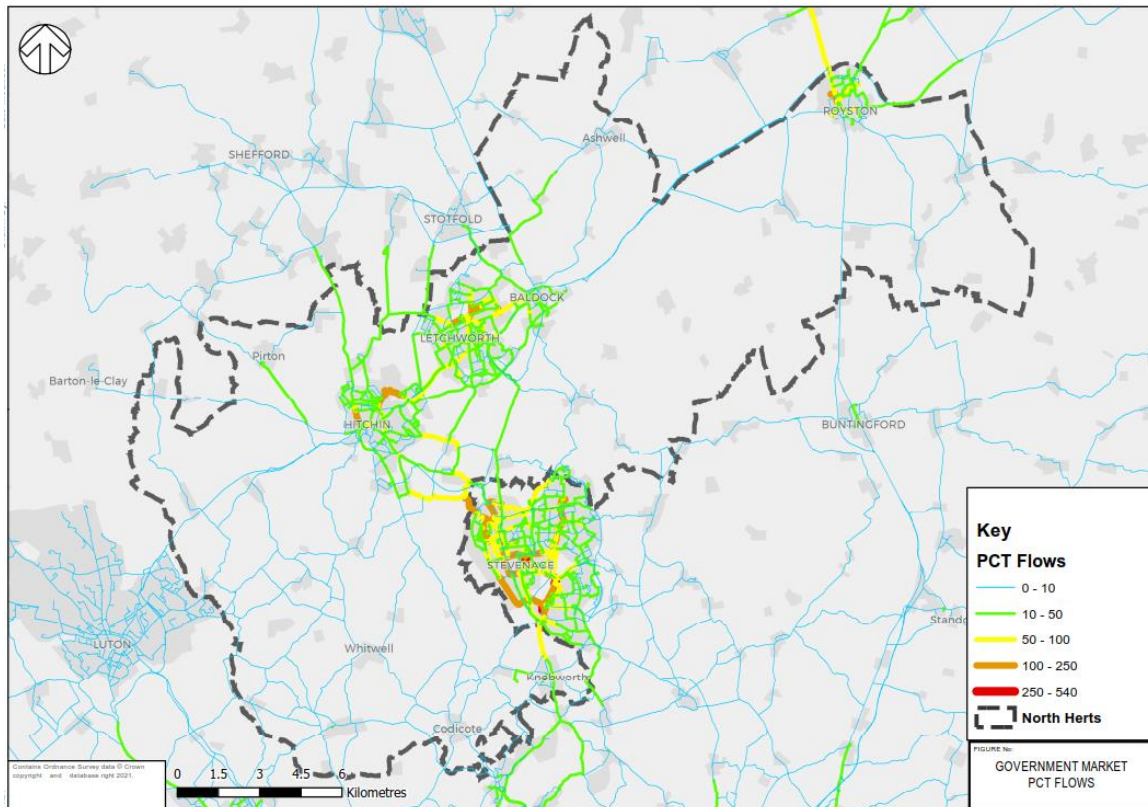 ROYSTON
Ashwell
SHEFFORD
STOTFOLD
BALDOCK
LETCHWORTH
Pirton
Barton-le-Clay
HITCHIN
BUNTINGFORD
STEVENAGE
LUTON
Whitwell
Knebworth
Codicote
Stando
Key
PCT Flows
0 - 10
10 - 50
50 - 100
100 - 250
250 - 540
North Herts
FIGURE No:
GOVERNMENT MARKET
PCT FLOWS
Contains Ordnance Survey data © Crown
copyright and database right 2021.
0 1.5 3 4.5 6
Kilometres